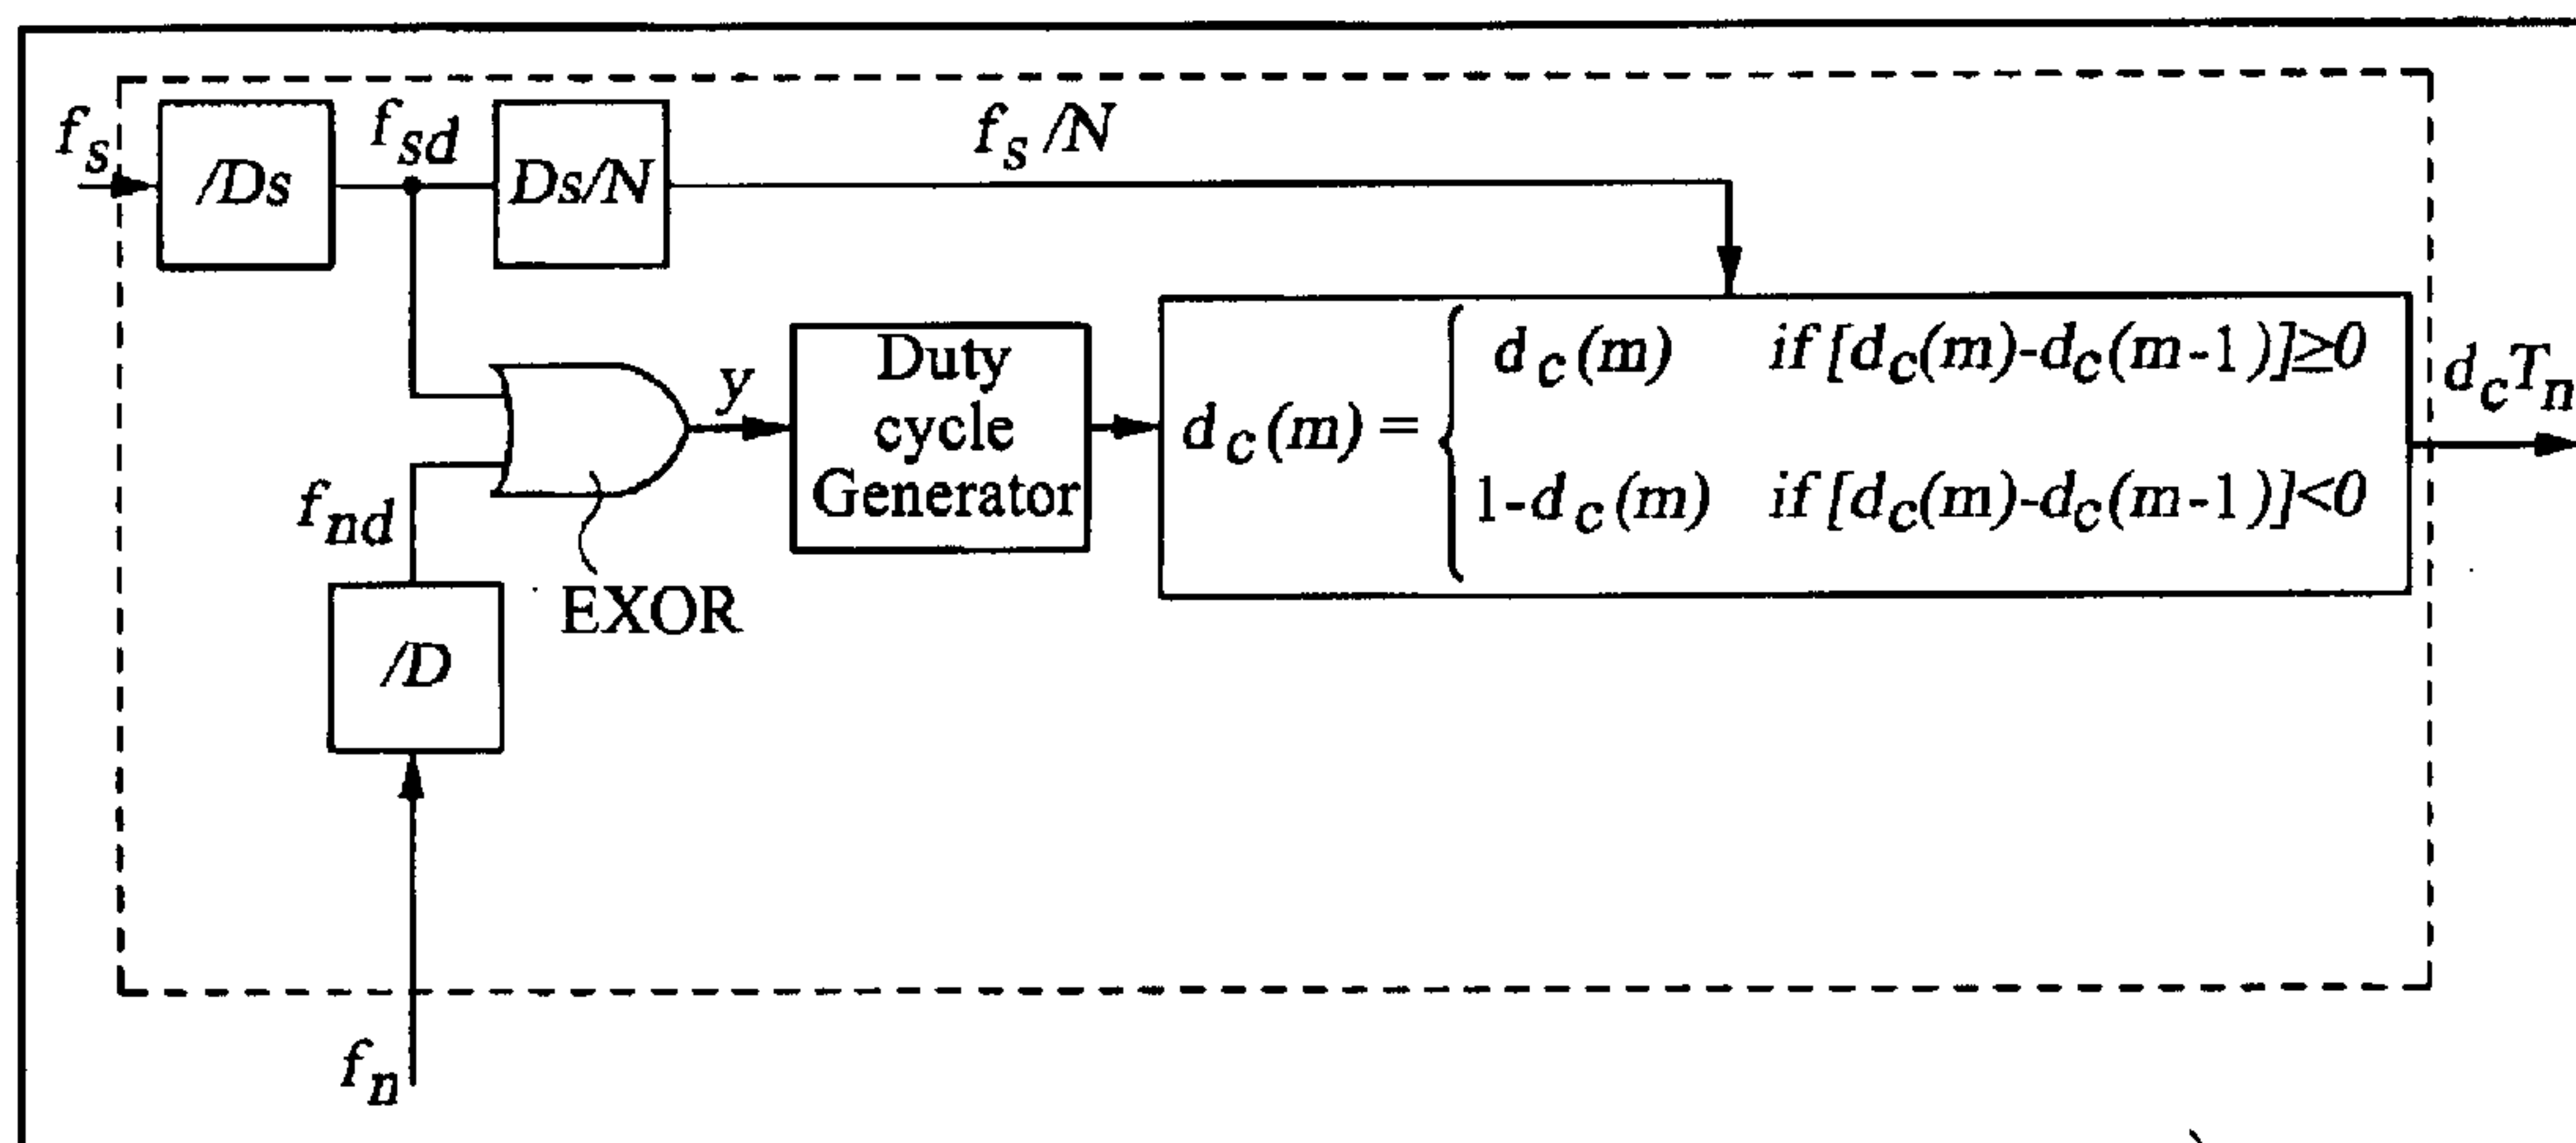 f_s
/Ds
f_sd
Ds/N
f_s/N
y
Duty
cycle
Generator
d_c(m) = { d_c(m) if [d_c(m)-d_c(m-1)]≥0
1-d_c(m) if [d_c(m)-d_c(m-1)]<0
d_cT_n
f_nd
EXOR
/D
f_n